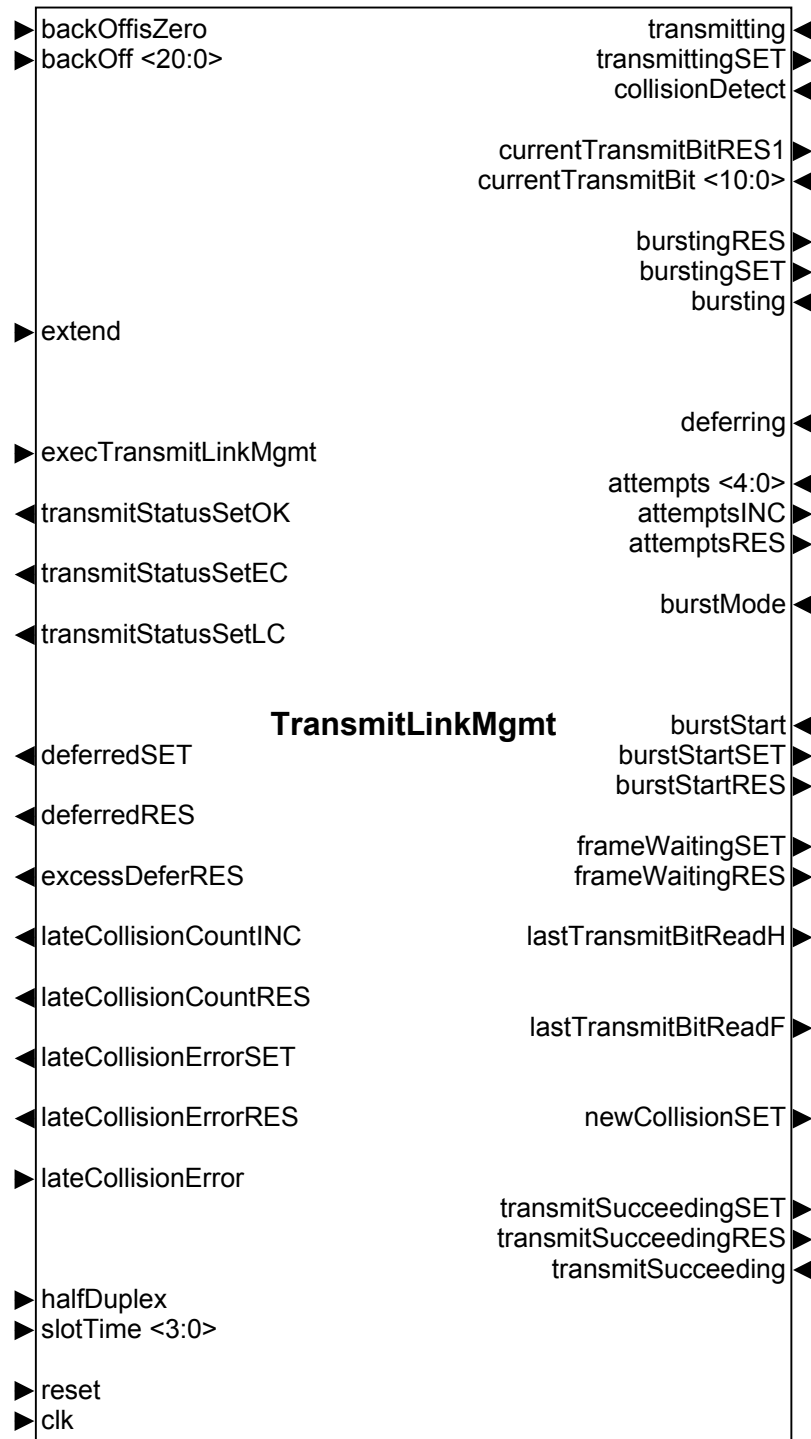 backOffisZero
backOff <20:0>
extend
execTransmitLinkMgmt
transmitStatusSetOK
transmitStatusSetEC
transmitStatusSetLC
deferredSET
deferredRES
excessDeferRES
lateCollisionCountINC
lateCollisionCountRES
lateCollisionErrorSET
lateCollisionErrorRES
lateCollisionError
halfDuplex
slotTime <3:0>
reset
clk
TransmitLinkMgmt
transmitting
transmittingSET
collisionDetect
currentTransmitBitRES1
currentTransmitBit <10:0>
burstingRES
burstingSET
bursting
deferring
attempts <4:0>
attemptsINC
attemptsRES
burstMode
burstStart
burstStartSET
burstStartRES
frameWaitingSET
frameWaitingRES
lastTransmitBitReadH
lastTransmitBitReadF
newCollisionSET
transmitSucceedingSET
transmitSucceedingRES
transmitSucceeding